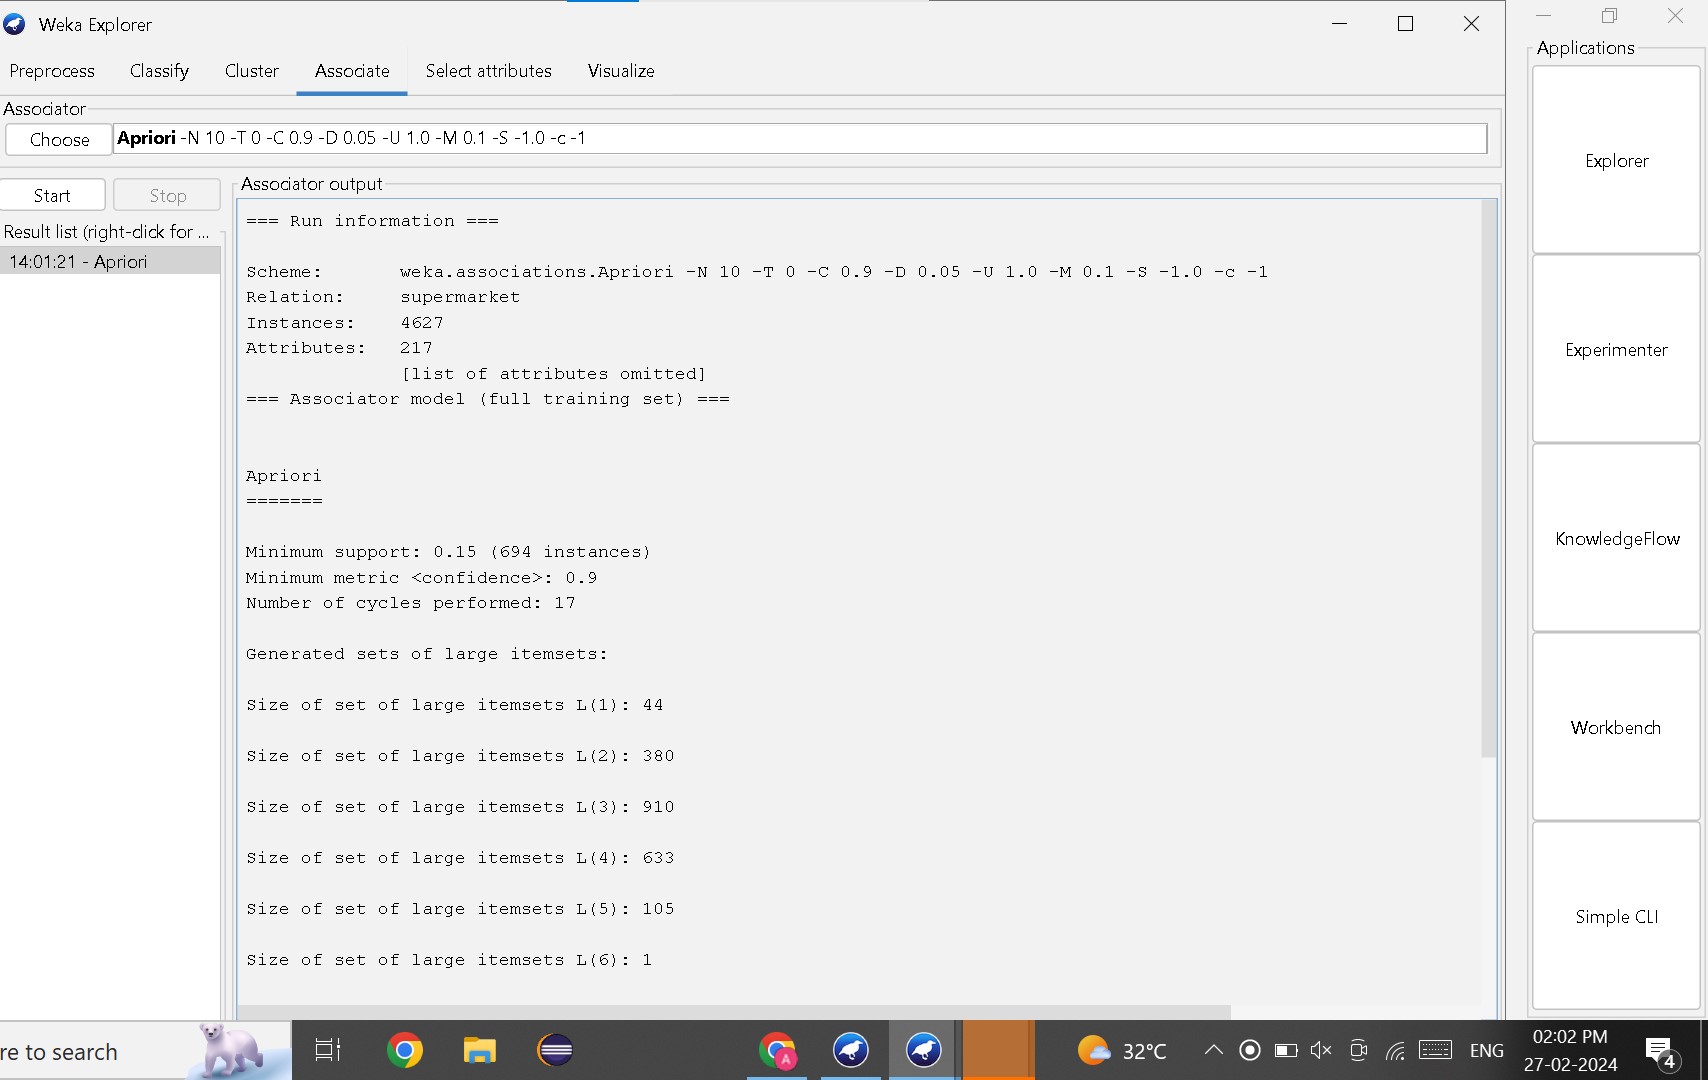 Weka Explorer
Preprocess Classify Cluster Associate Select attributes Visualize
Associator
Choose Apriori -N 10 -T 0 -C 0.9 -D 0.05 -U 1.0 -M 0.1 -S -1.0 -c -1
Start Stop
Result list (right-click for ...
14:01:21 - Apriori
Associator output
=== Run information ===
Scheme: weka.associations.Apriori -N 10 -T 0 -C 0.9 -D 0.05 -U 1.0 -M 0.1 -S -1.0 -c -1
Relation: supermarket
Instances: 4627
Attributes: 217
[list of attributes omitted]
=== Associator model (full training set) ===
Apriori
=======
Minimum support: 0.15 (694 instances)
Minimum metric <confidence>: 0.9
Number of cycles performed: 17
Generated sets of large itemsets:
Size of set of large itemsets L(1): 44
Size of set of large itemsets L(2): 380
Size of set of large itemsets L(3): 910
Size of set of large itemsets L(4): 633
Size of set of large itemsets L(5): 105
Size of set of large itemsets L(6): 1
Applications
Explorer
Experimenter
KnowledgeFlow
Workbench
Simple CLI
re to search
A
32°C
ENG
02:02 PM
27-02-2024
4